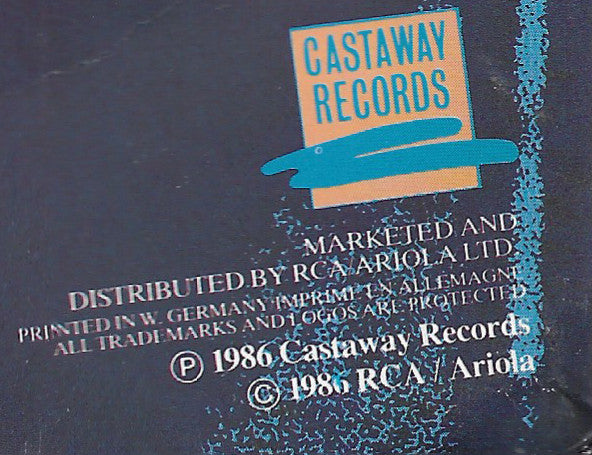 CASTAWAY
RECORDS
MARKETED AND
DISTRIBUTED BY RCA/ARIOLA LTD
PRINTED IN W. GERMANY/IMPRIMÉ EN ALLEMAGNE
ALL TRADEMARKS AND LOGOS ARE PROTECTED
Ⓟ 1986 Castaway Records
© 1986 RCA / Ariola